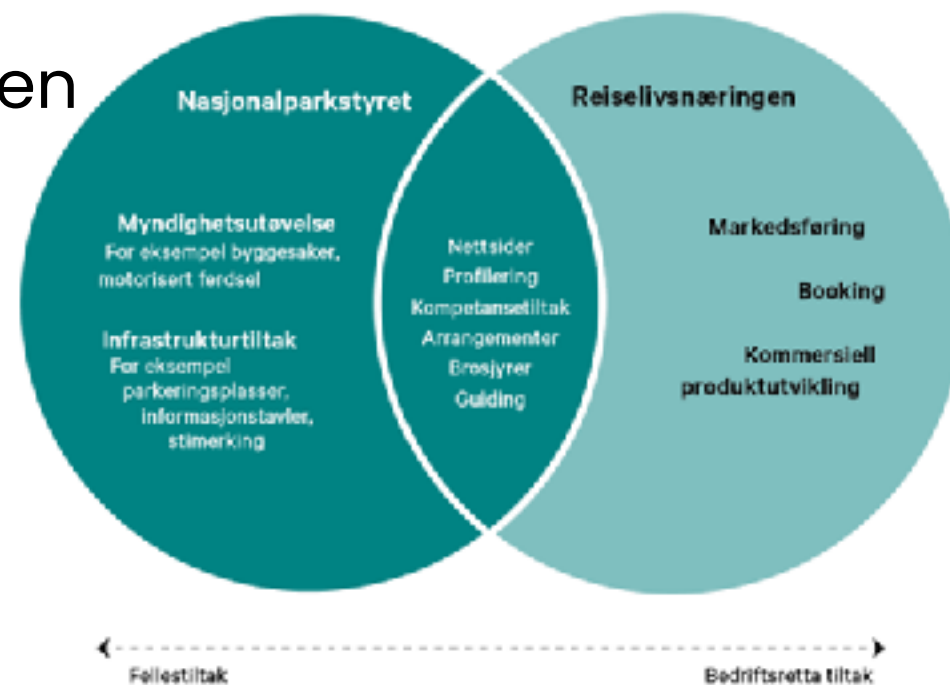 en
Nasjonalparkstyret
Myndighetsutøvelse
For eksempel byggesaker,
motorisert ferdsel
Infrastrukturtiltak
For eksempel
parkeringsplasser,
informasjonstavler,
stimerking
Nettsider
Profilering
Kompetansetiltak
Arrangementer
Brosjyrer
Guiding
Reiselivsnæringen
Markedsføring
Booking
Kommersiell
produktutvikling
Fellestiltak
Bedriftsretta tiltak